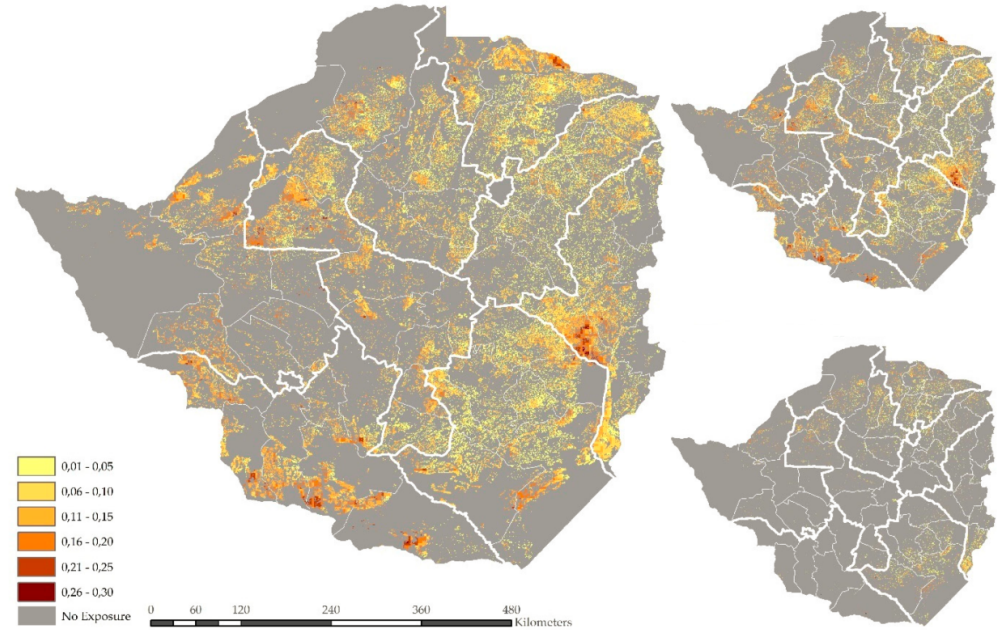 0,01 - 0,05
0,06 - 0,10
0,11 - 0,15
0,16 - 0,20
0,21 - 0,25
0,26 - 0,30
No Exposure
0 60 120 240 360 480
Kilometers